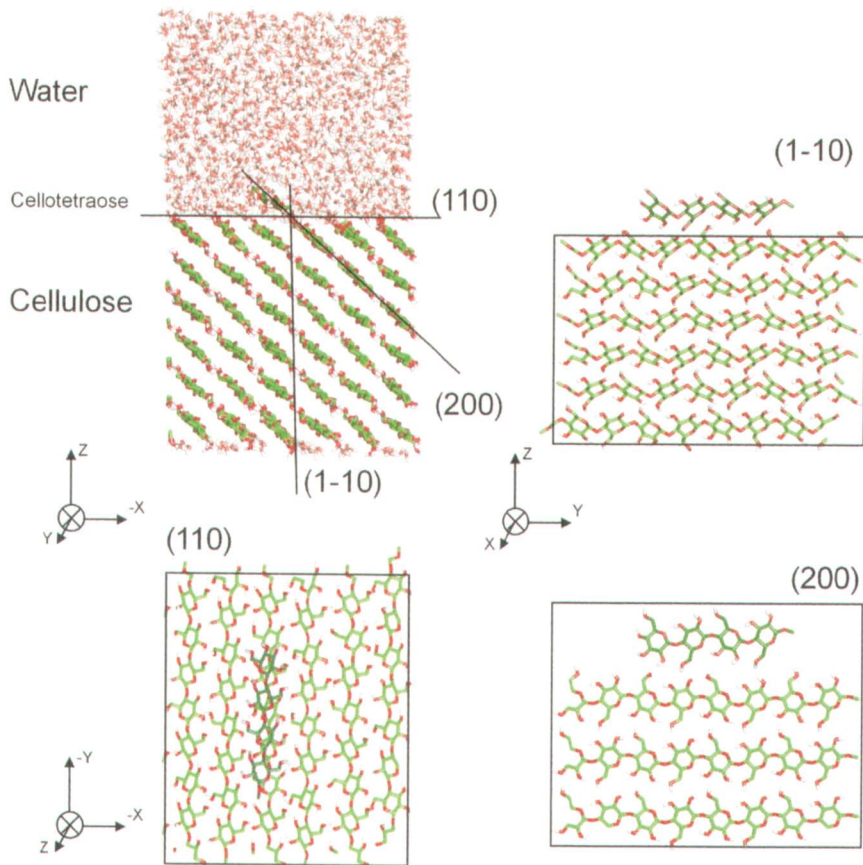 Water
(1-10)
Cellotetraose
(110)
Cellulose
(200)
(1-10)
Z
-X
Y
Z
Y
X
(110)
(200)
-Y
-X
Z